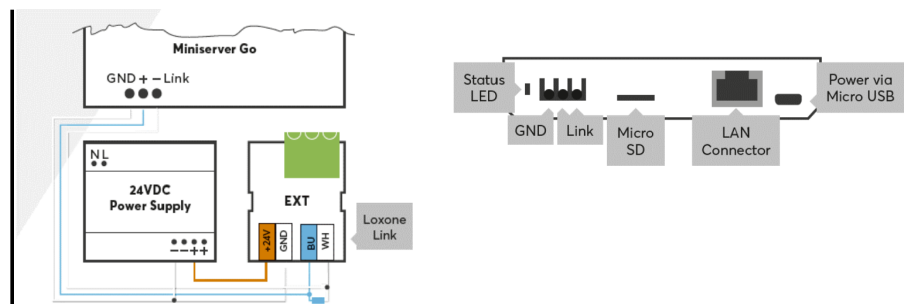 Miniserver Go
GND + − Link
N L
24VDC
Power Supply
− − + +
EXT
+24V
GND
BU
WH
Loxone
Link
Status
LED
GND
Link
Micro
SD
LAN
Connector
Power via
Micro USB